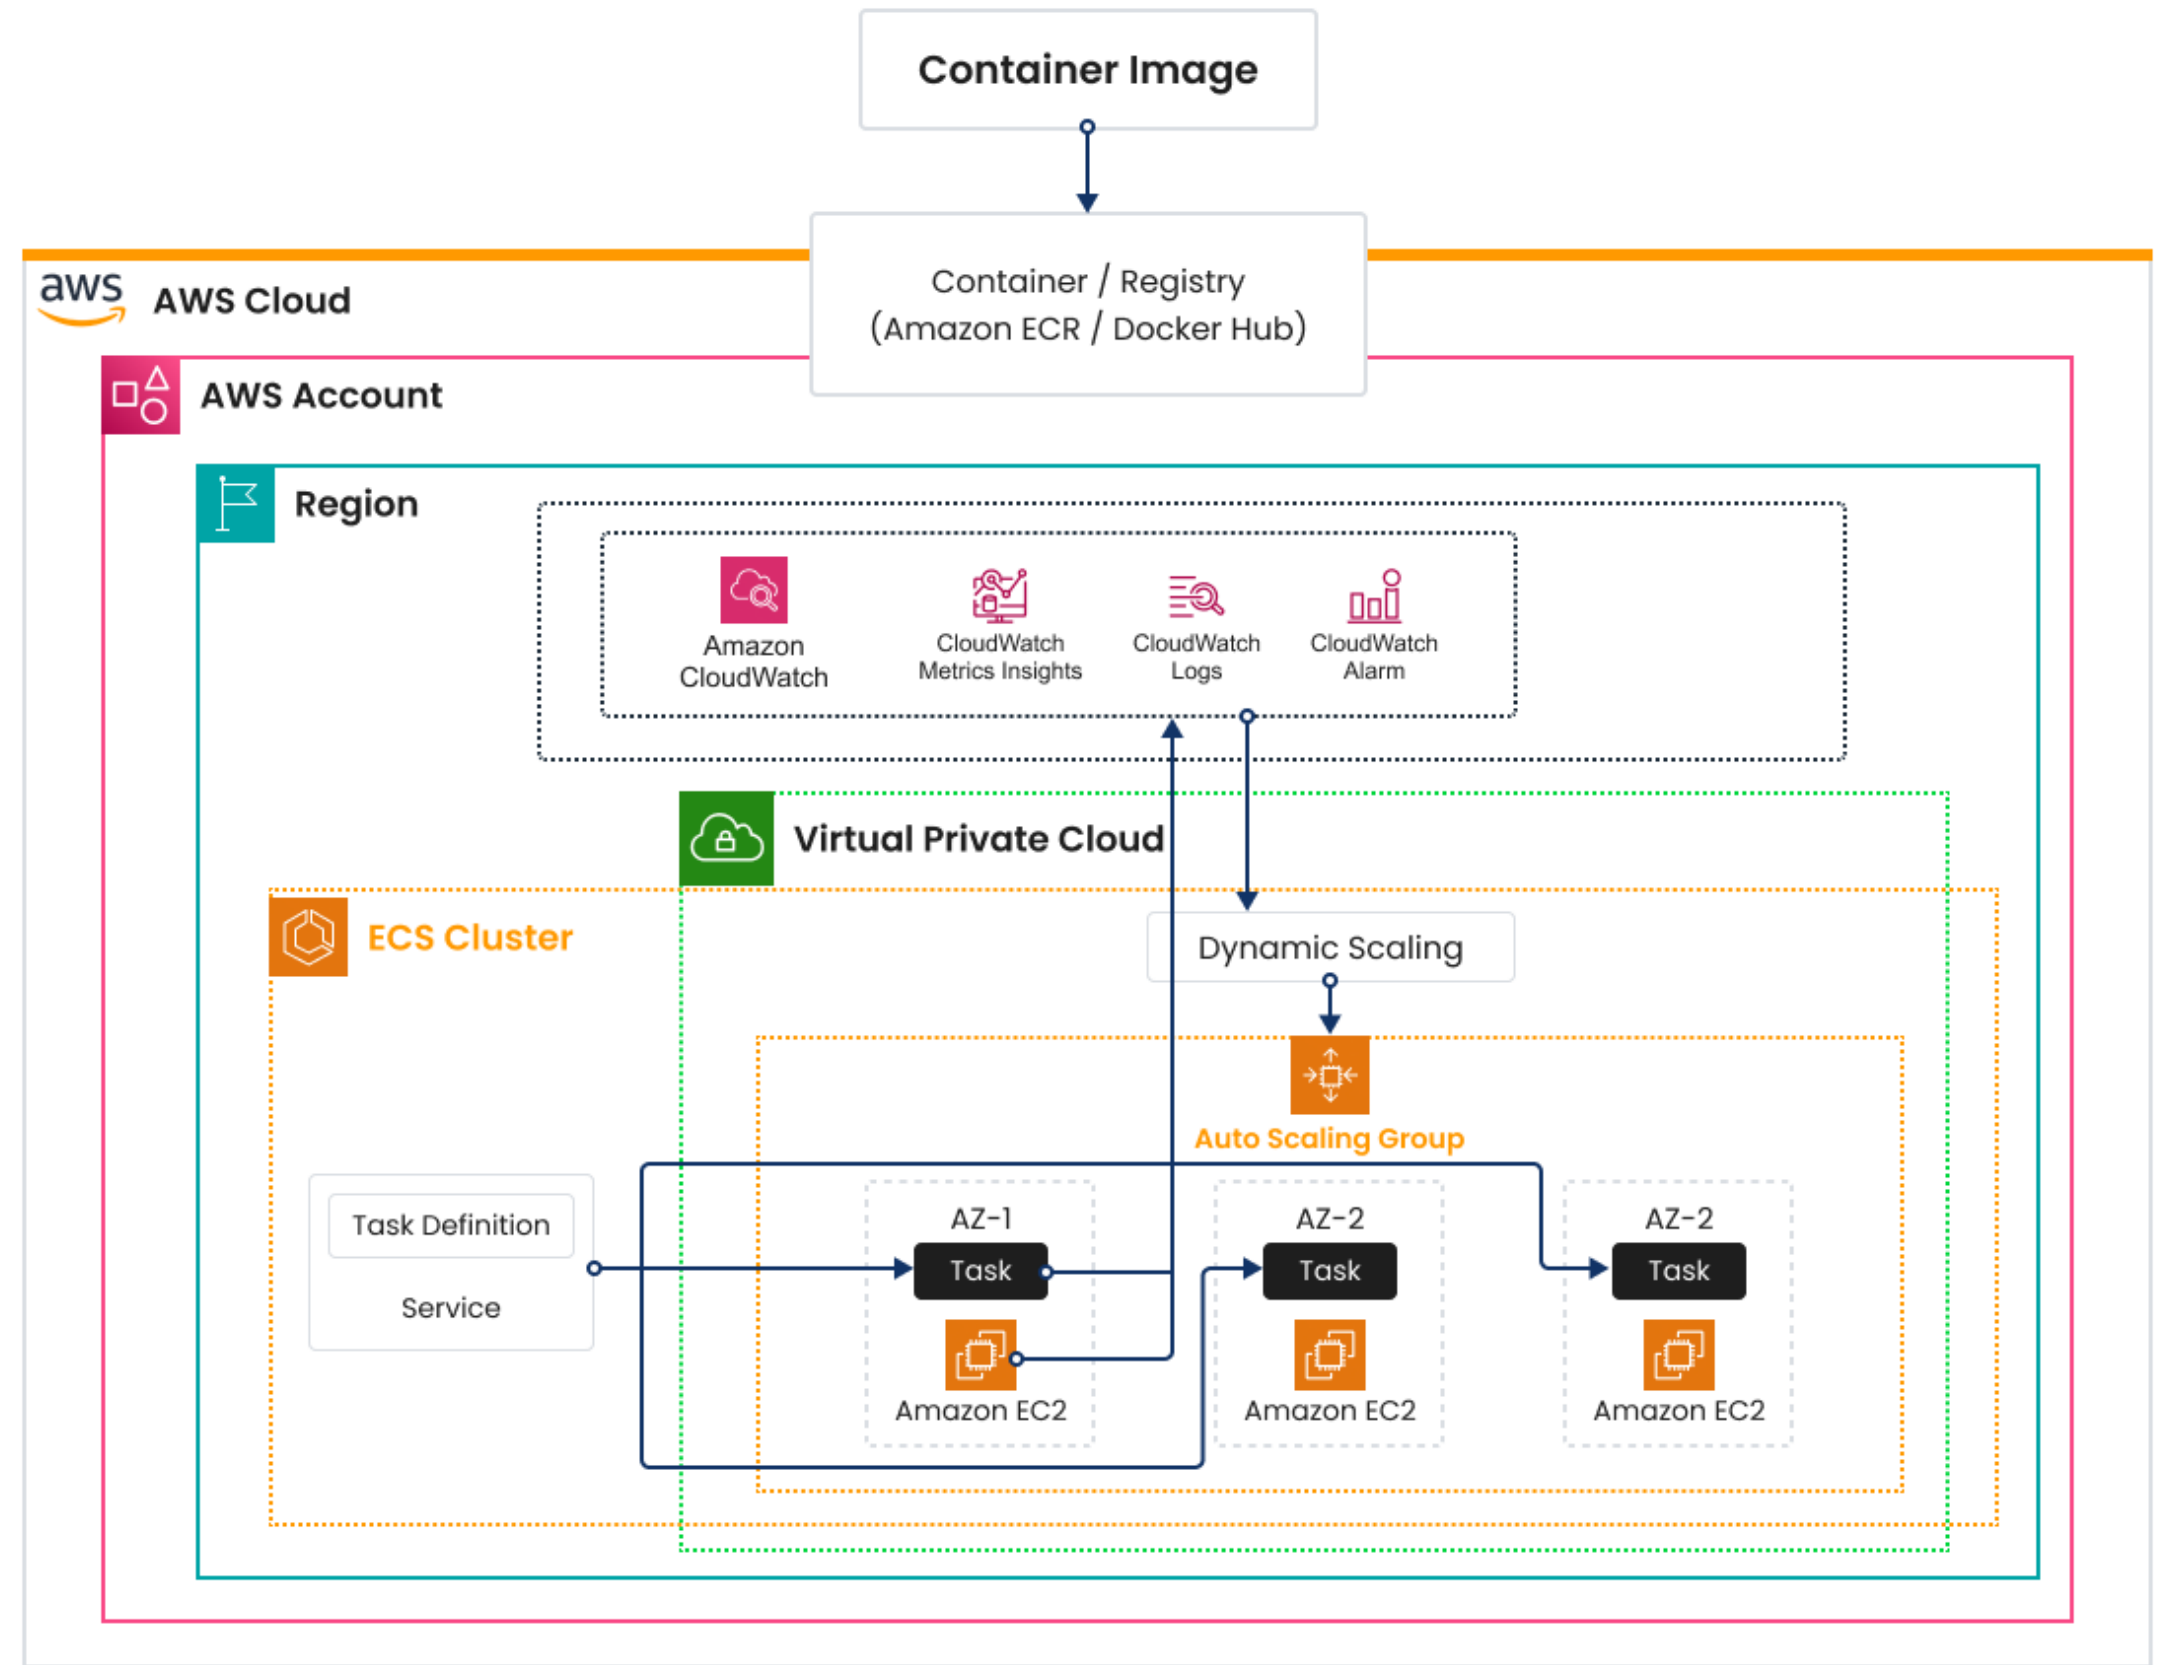 Container Image
Container / Registry
(Amazon ECR / Docker Hub)
aws
AWS Cloud
AWS Account
Region
Amazon
CloudWatch
CloudWatch
Metrics Insights
CloudWatch
Logs
CloudWatch
Alarm
Virtual Private Cloud
ECS Cluster
Dynamic Scaling
Auto Scaling Group
Task Definition
Service
AZ-1
Task
Amazon EC2
AZ-2
Task
Amazon EC2
AZ-2
Task
Amazon EC2